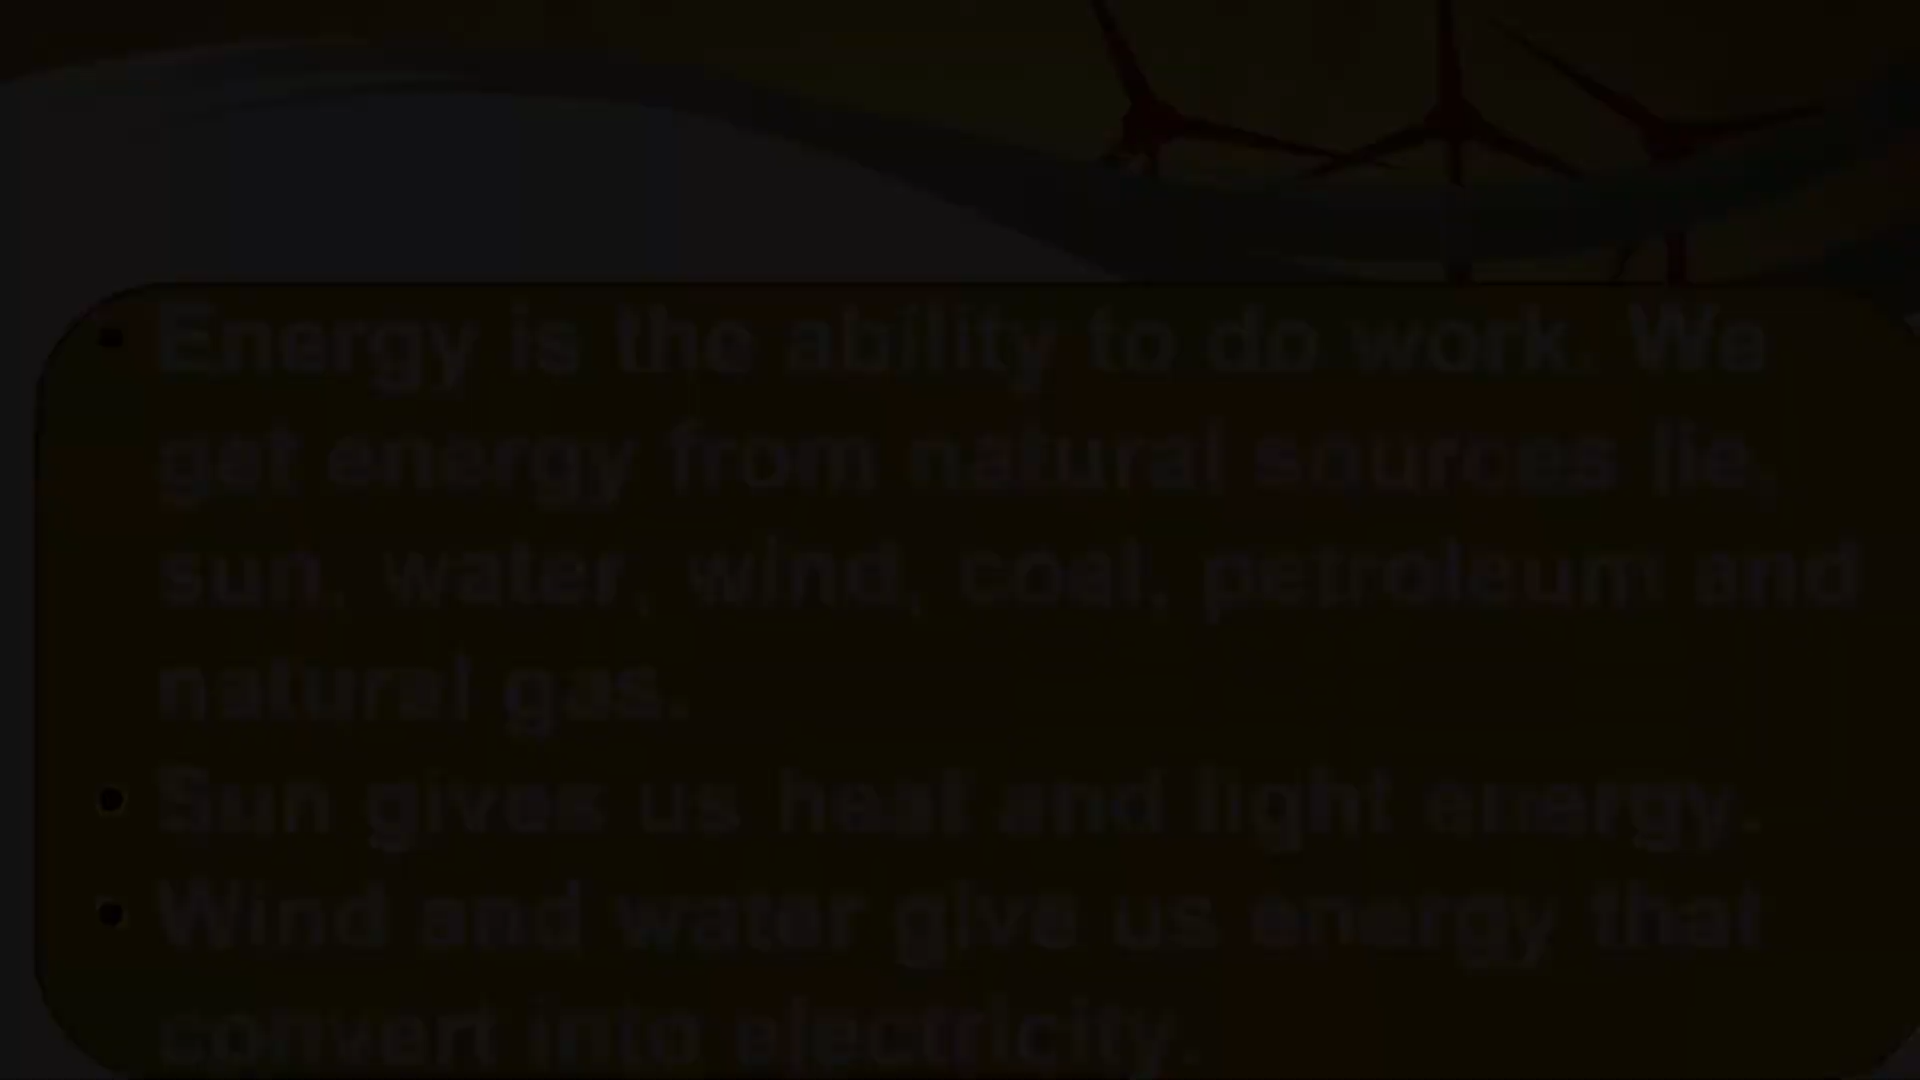 • Energy is the ability to do work. We
get energy from natural sources lie,
sun, water, wind, coal, petroleum and
natural gas.
• Sun gives us heat and light energy.
• Wind and water give us energy that
convert into electricity.